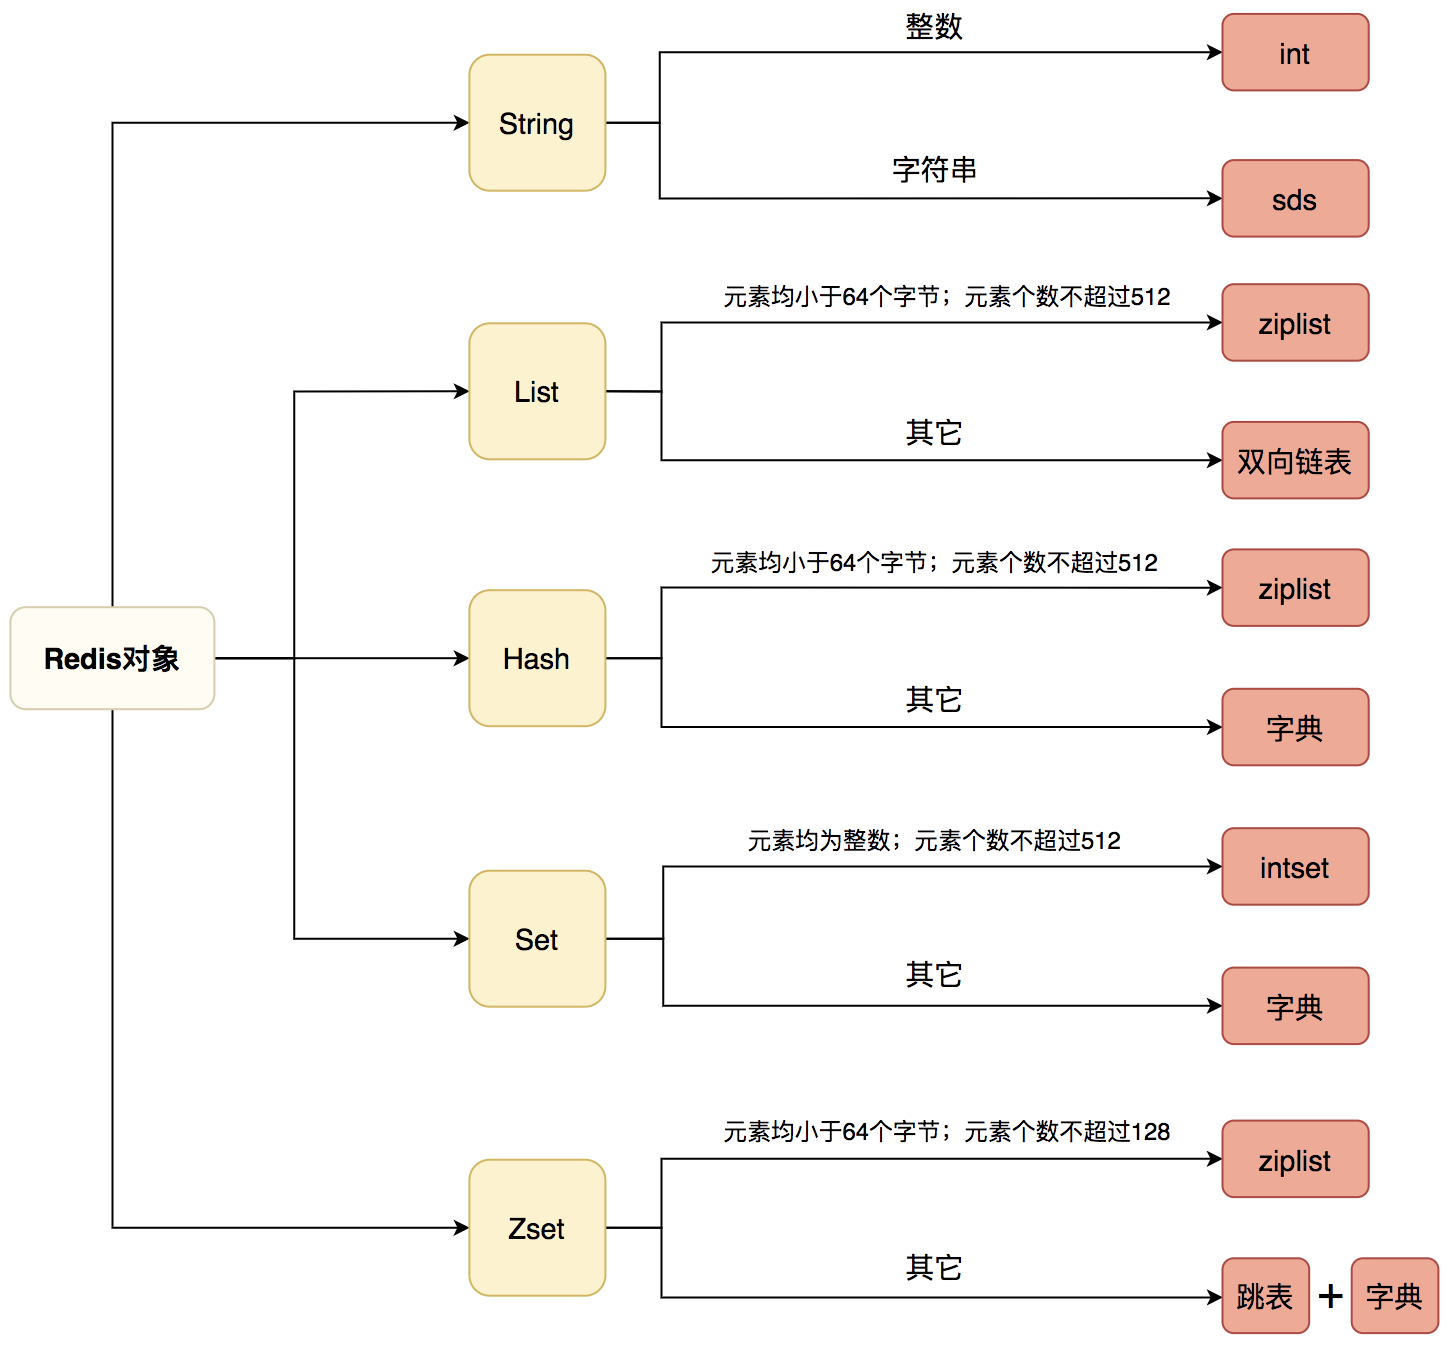 Redis对象
String
整数
int
字符串
sds
List
元素均小于64个字节；元素个数不超过512
ziplist
其它
双向链表
Hash
元素均小于64个字节；元素个数不超过512
ziplist
其它
字典
Set
元素均为整数；元素个数不超过512
intset
其它
字典
Zset
元素均小于64个字节；元素个数不超过128
ziplist
其它
跳表 + 字典